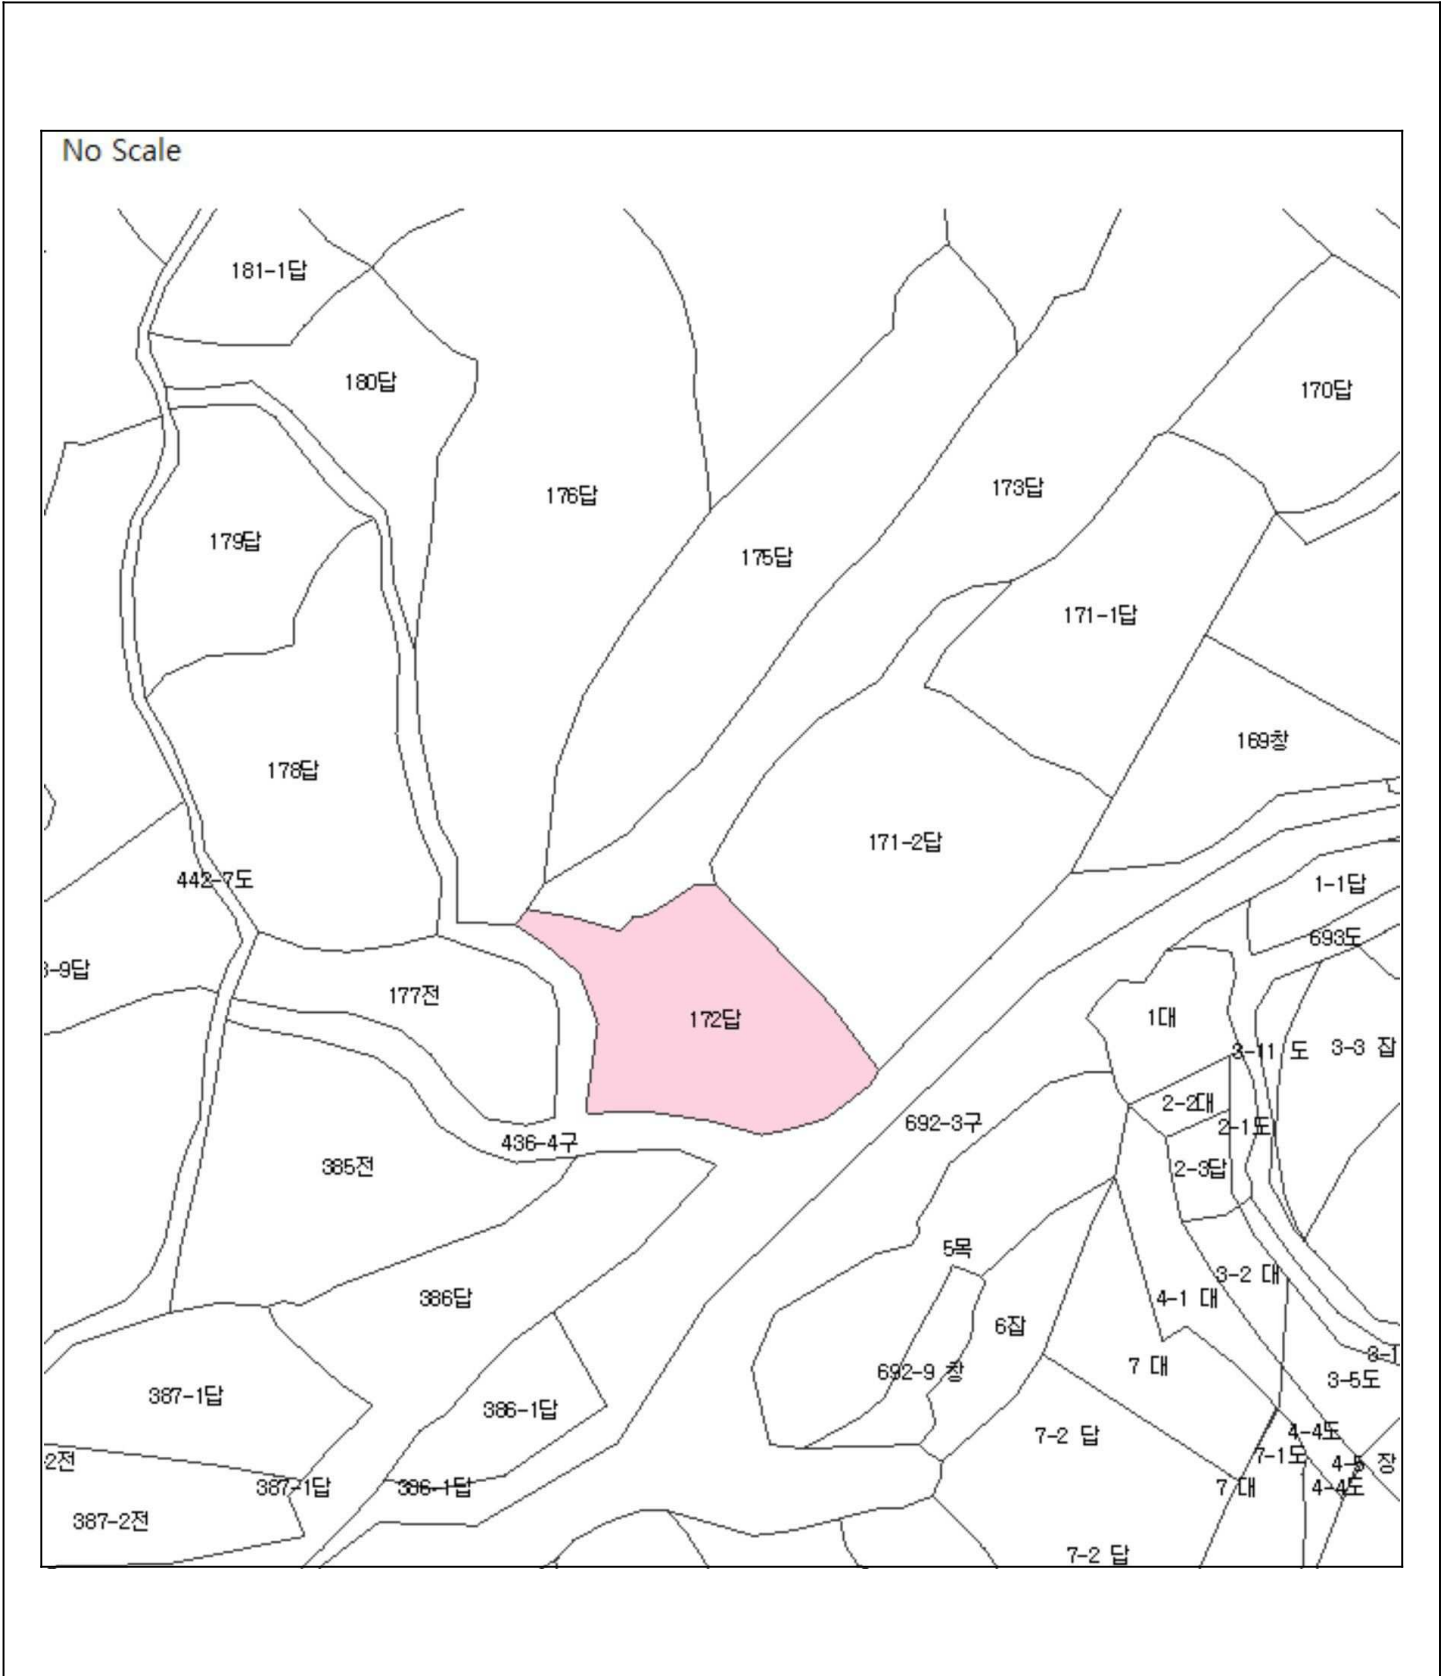 No Scale
181-1답
180답
170답
176답
173답
179답
175답
171-1답
169창
178답
171-2답
442-7도
1-1답
693도
3-9답
177전
172답
1대
3-11 도
3-3 잡
2-2대
692-3구
2-1도
436-4구
385전
2-3답
5목
3-2 대
386답
4-1 대
6잡
7 대
692-9 창
3-5도
387-1답
386-1답
7-2 답
4-4도
7-1도
-2전
4-5 장
387-1답
386-1답
7 대
4-4도
387-2전
7-2 답